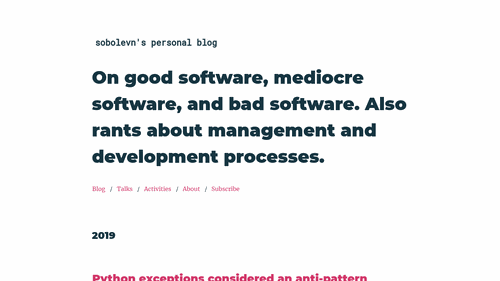 sobolevn's personal blog
On good software, mediocre
software, and bad software. Also
rants about management and
development processes.
Blog / Talks / Activities / About / Subscribe
2019
Python exceptions considered an anti-pattern